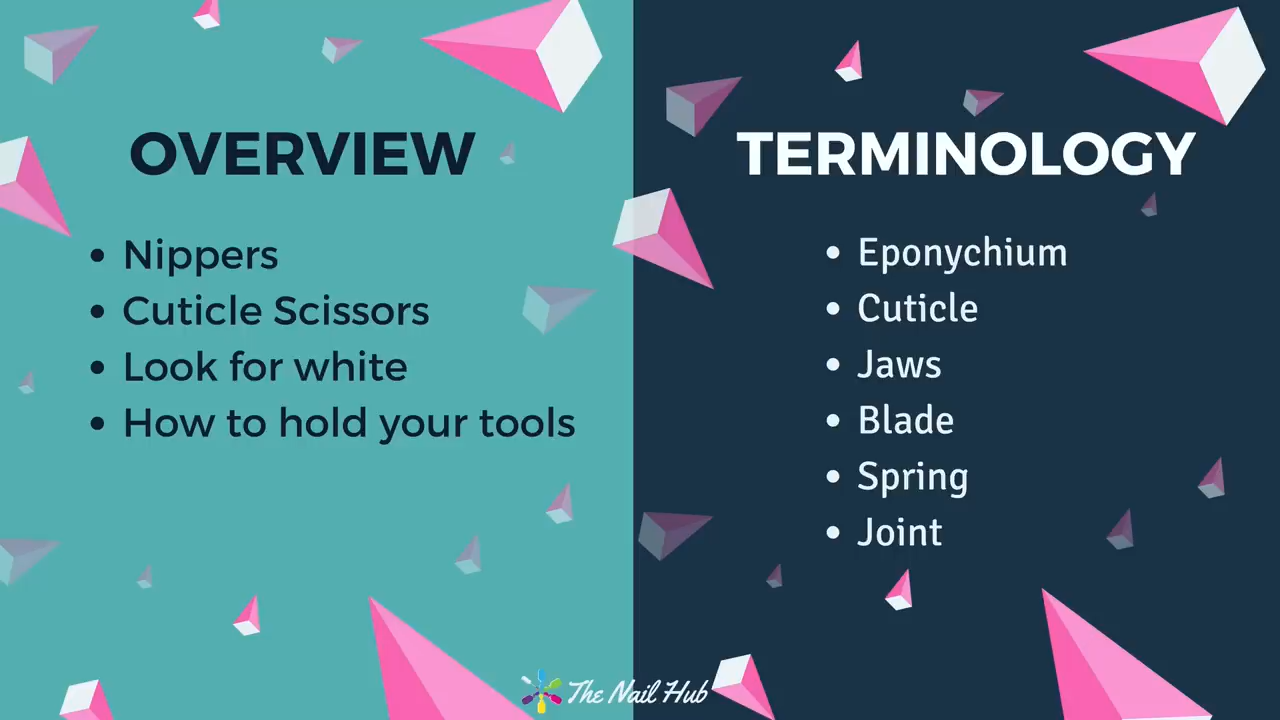 OVERVIEW
• Nippers
• Cuticle Scissors
• Look for white
• How to hold your tools
TERMINOLOGY
• Eponychium
• Cuticle
• Jaws
• Blade
• Spring
• Joint
The Nail Hub